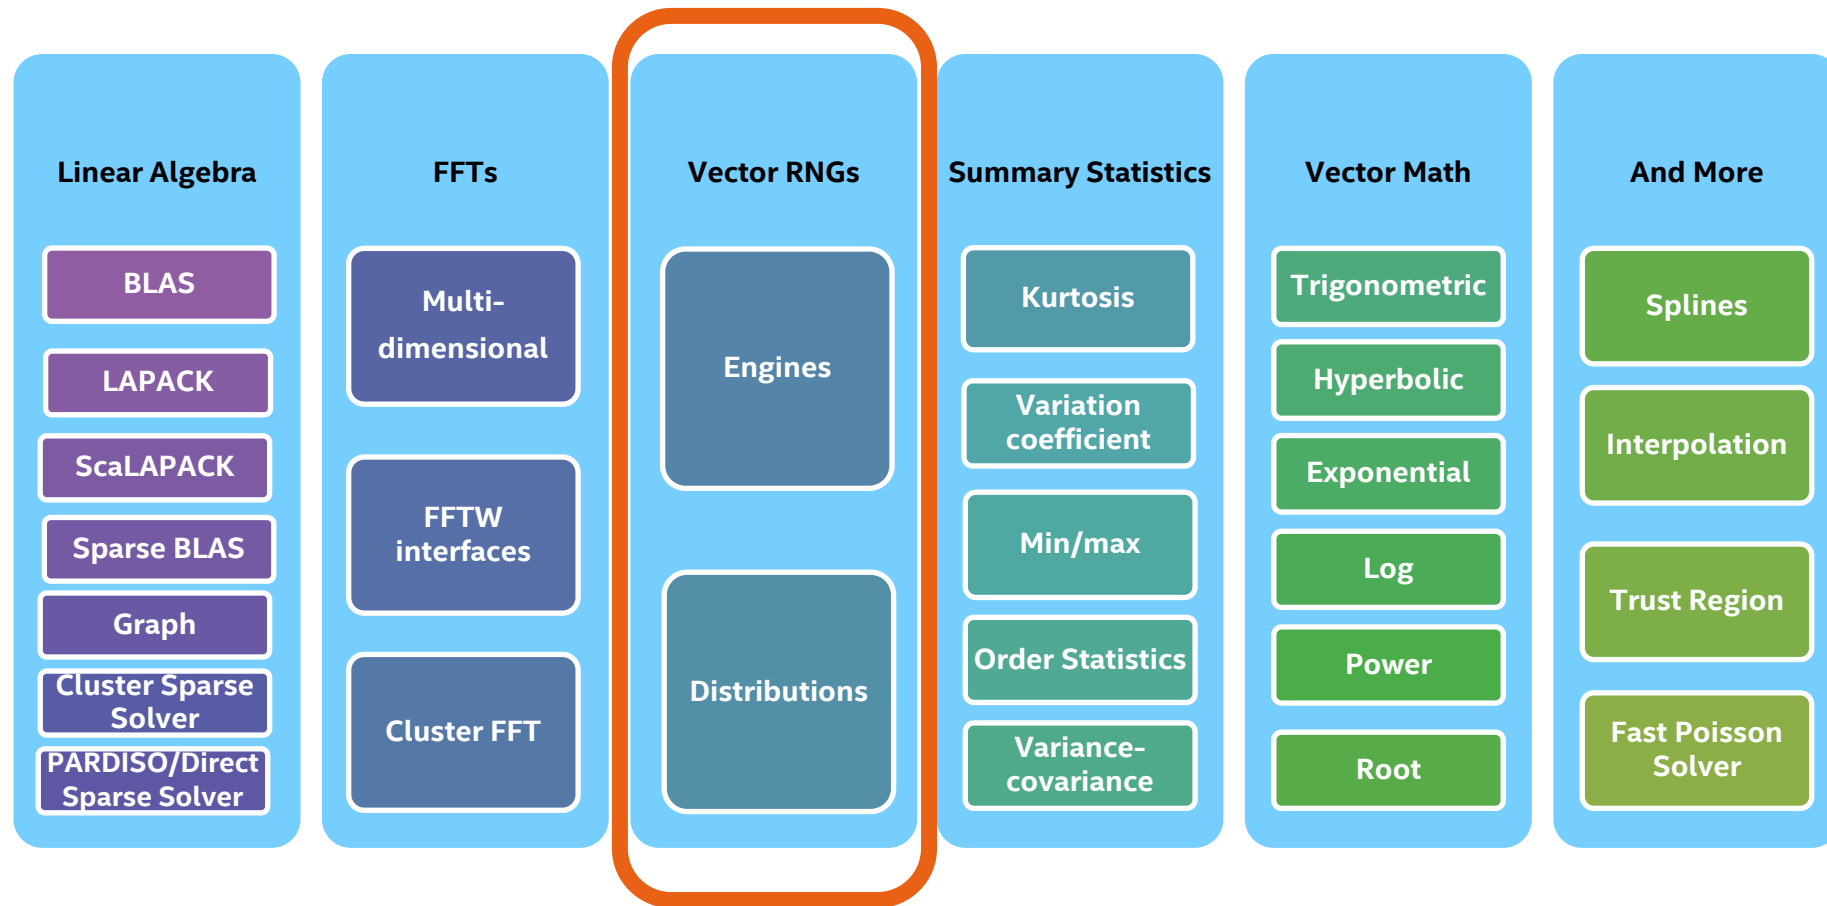 Linear Algebra
BLAS
LAPACK
ScaLAPACK
Sparse BLAS
Graph
Cluster Sparse
Solver
PARDISO/Direct
Sparse Solver
FFTs
Multi-
dimensional
FFTW
interfaces
Cluster FFT
Vector RNGs
Engines
Distributions
Summary Statistics
Kurtosis
Variation
coefficient
Min/max
Order Statistics
Variance-
covariance
Vector Math
Trigonometric
Hyperbolic
Exponential
Log
Power
Root
And More
Splines
Interpolation
Trust Region
Fast Poisson
Solver